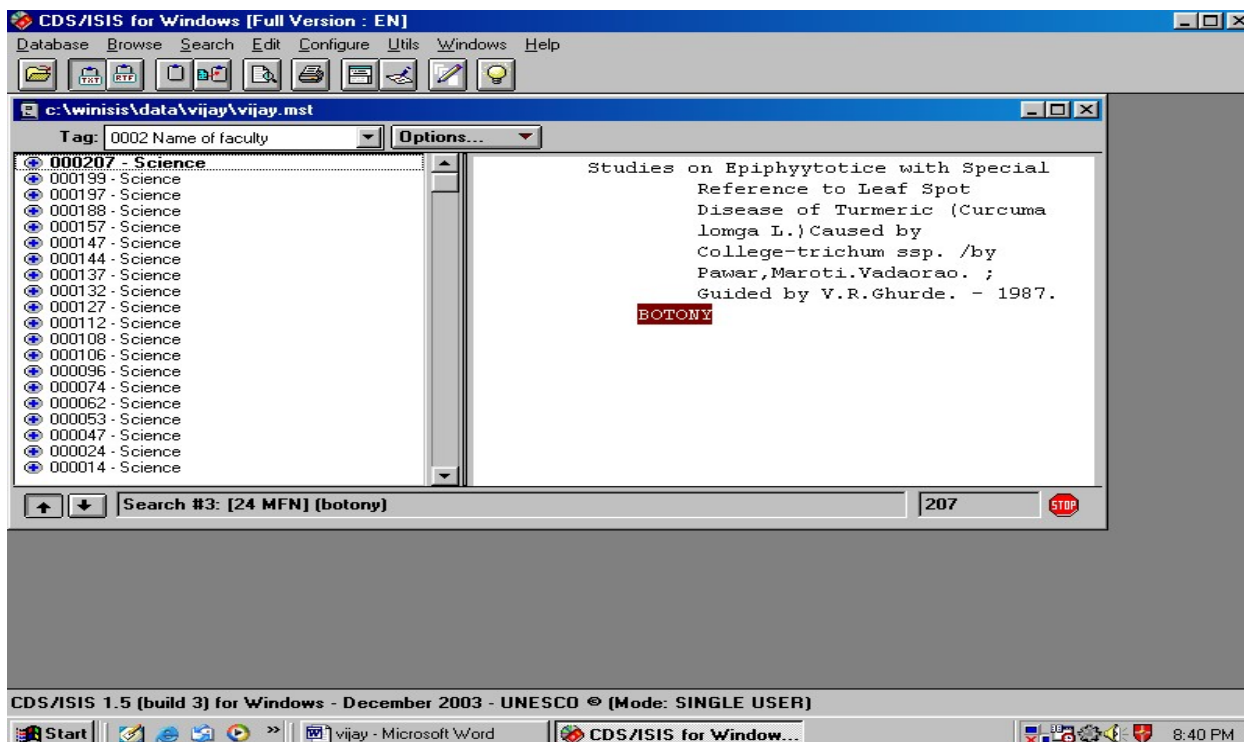 CDS/ISIS for Windows [Full Version : EN]
Database Browse Search Edit Configure Utils Windows Help
TXT RTF
c:\winisis\data\vijay\vijay.mst
Tag: 0002 Name of faculty Options...
000207 - Science
000199 - Science
000197 - Science
000188 - Science
000157 - Science
000147 - Science
000144 - Science
000137 - Science
000132 - Science
000127 - Science
000112 - Science
000108 - Science
000106 - Science
000096 - Science
000074 - Science
000062 - Science
000053 - Science
000047 - Science
000024 - Science
000014 - Science
Studies on Epiphyytotice with Special
Reference to Leaf Spot
Disease of Turmeric (Curcuma
lomga L.)Caused by
College-trichum ssp. /by
Pawar,Maroti.Vadaorao. ;
Guided by V.R.Ghurde. - 1987.
BOTONY
Search #3: [24 MFN] (botony) 207 STOP
CDS/ISIS 1.5 (build 3) for Windows - December 2003 - UNESCO © (Mode: SINGLE USER)
Start » vijay - Microsoft Word CDS/ISIS for Window... 8:40 PM